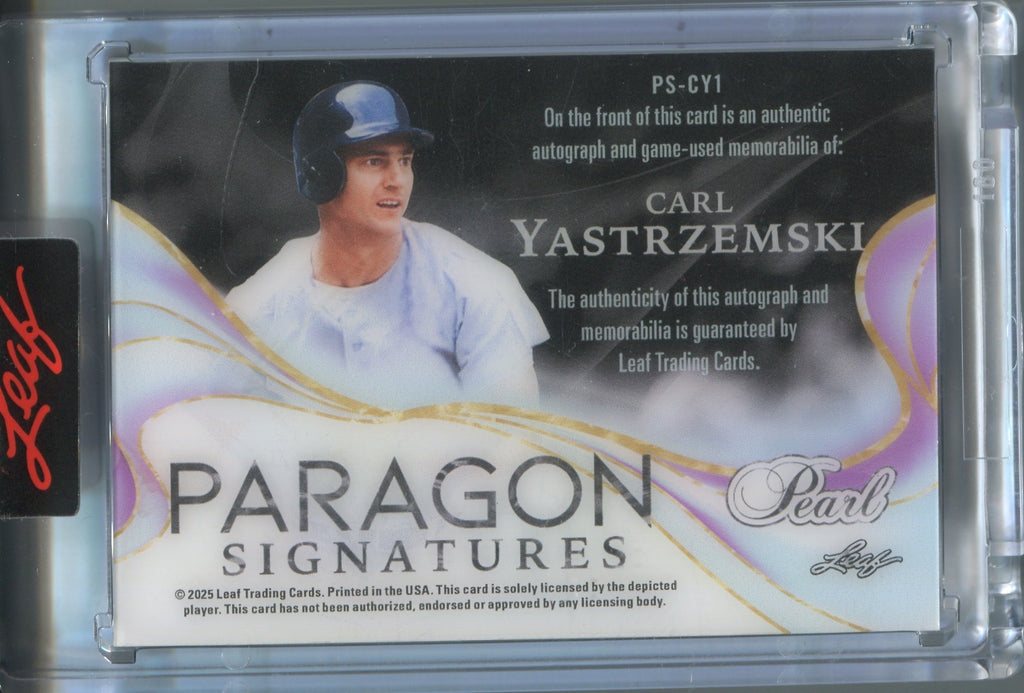 PS-CY1
On the front of this card is an authentic
autograph and game-used memorabilia of:
CARL
YASTRZEMSKI
The authenticity of this autograph and
memorabilia is guaranteed by
Leaf Trading Cards.
Leaf
PARAGON
SIGNATURES
Pearl
Leaf
© 2025 Leaf Trading Cards. Printed in the USA. This card is solely licensed by the depicted
player. This card has not been authorized, endorsed or approved by any licensing body.